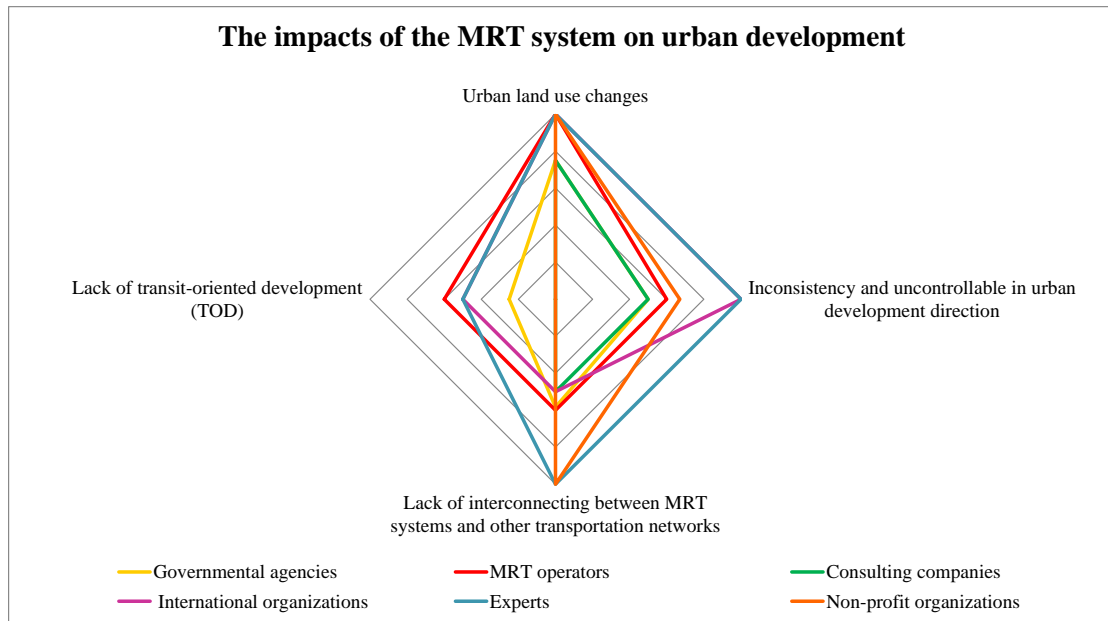 The impacts of the MRT system on urban development
Urban land use changes
Lack of transit-oriented development
(TOD)
Inconsistency and uncontrollable in urban
development direction
Lack of interconnecting between MRT
systems and other transportation networks
Governmental agencies
MRT operators
Consulting companies
International organizations
Experts
Non-profit organizations